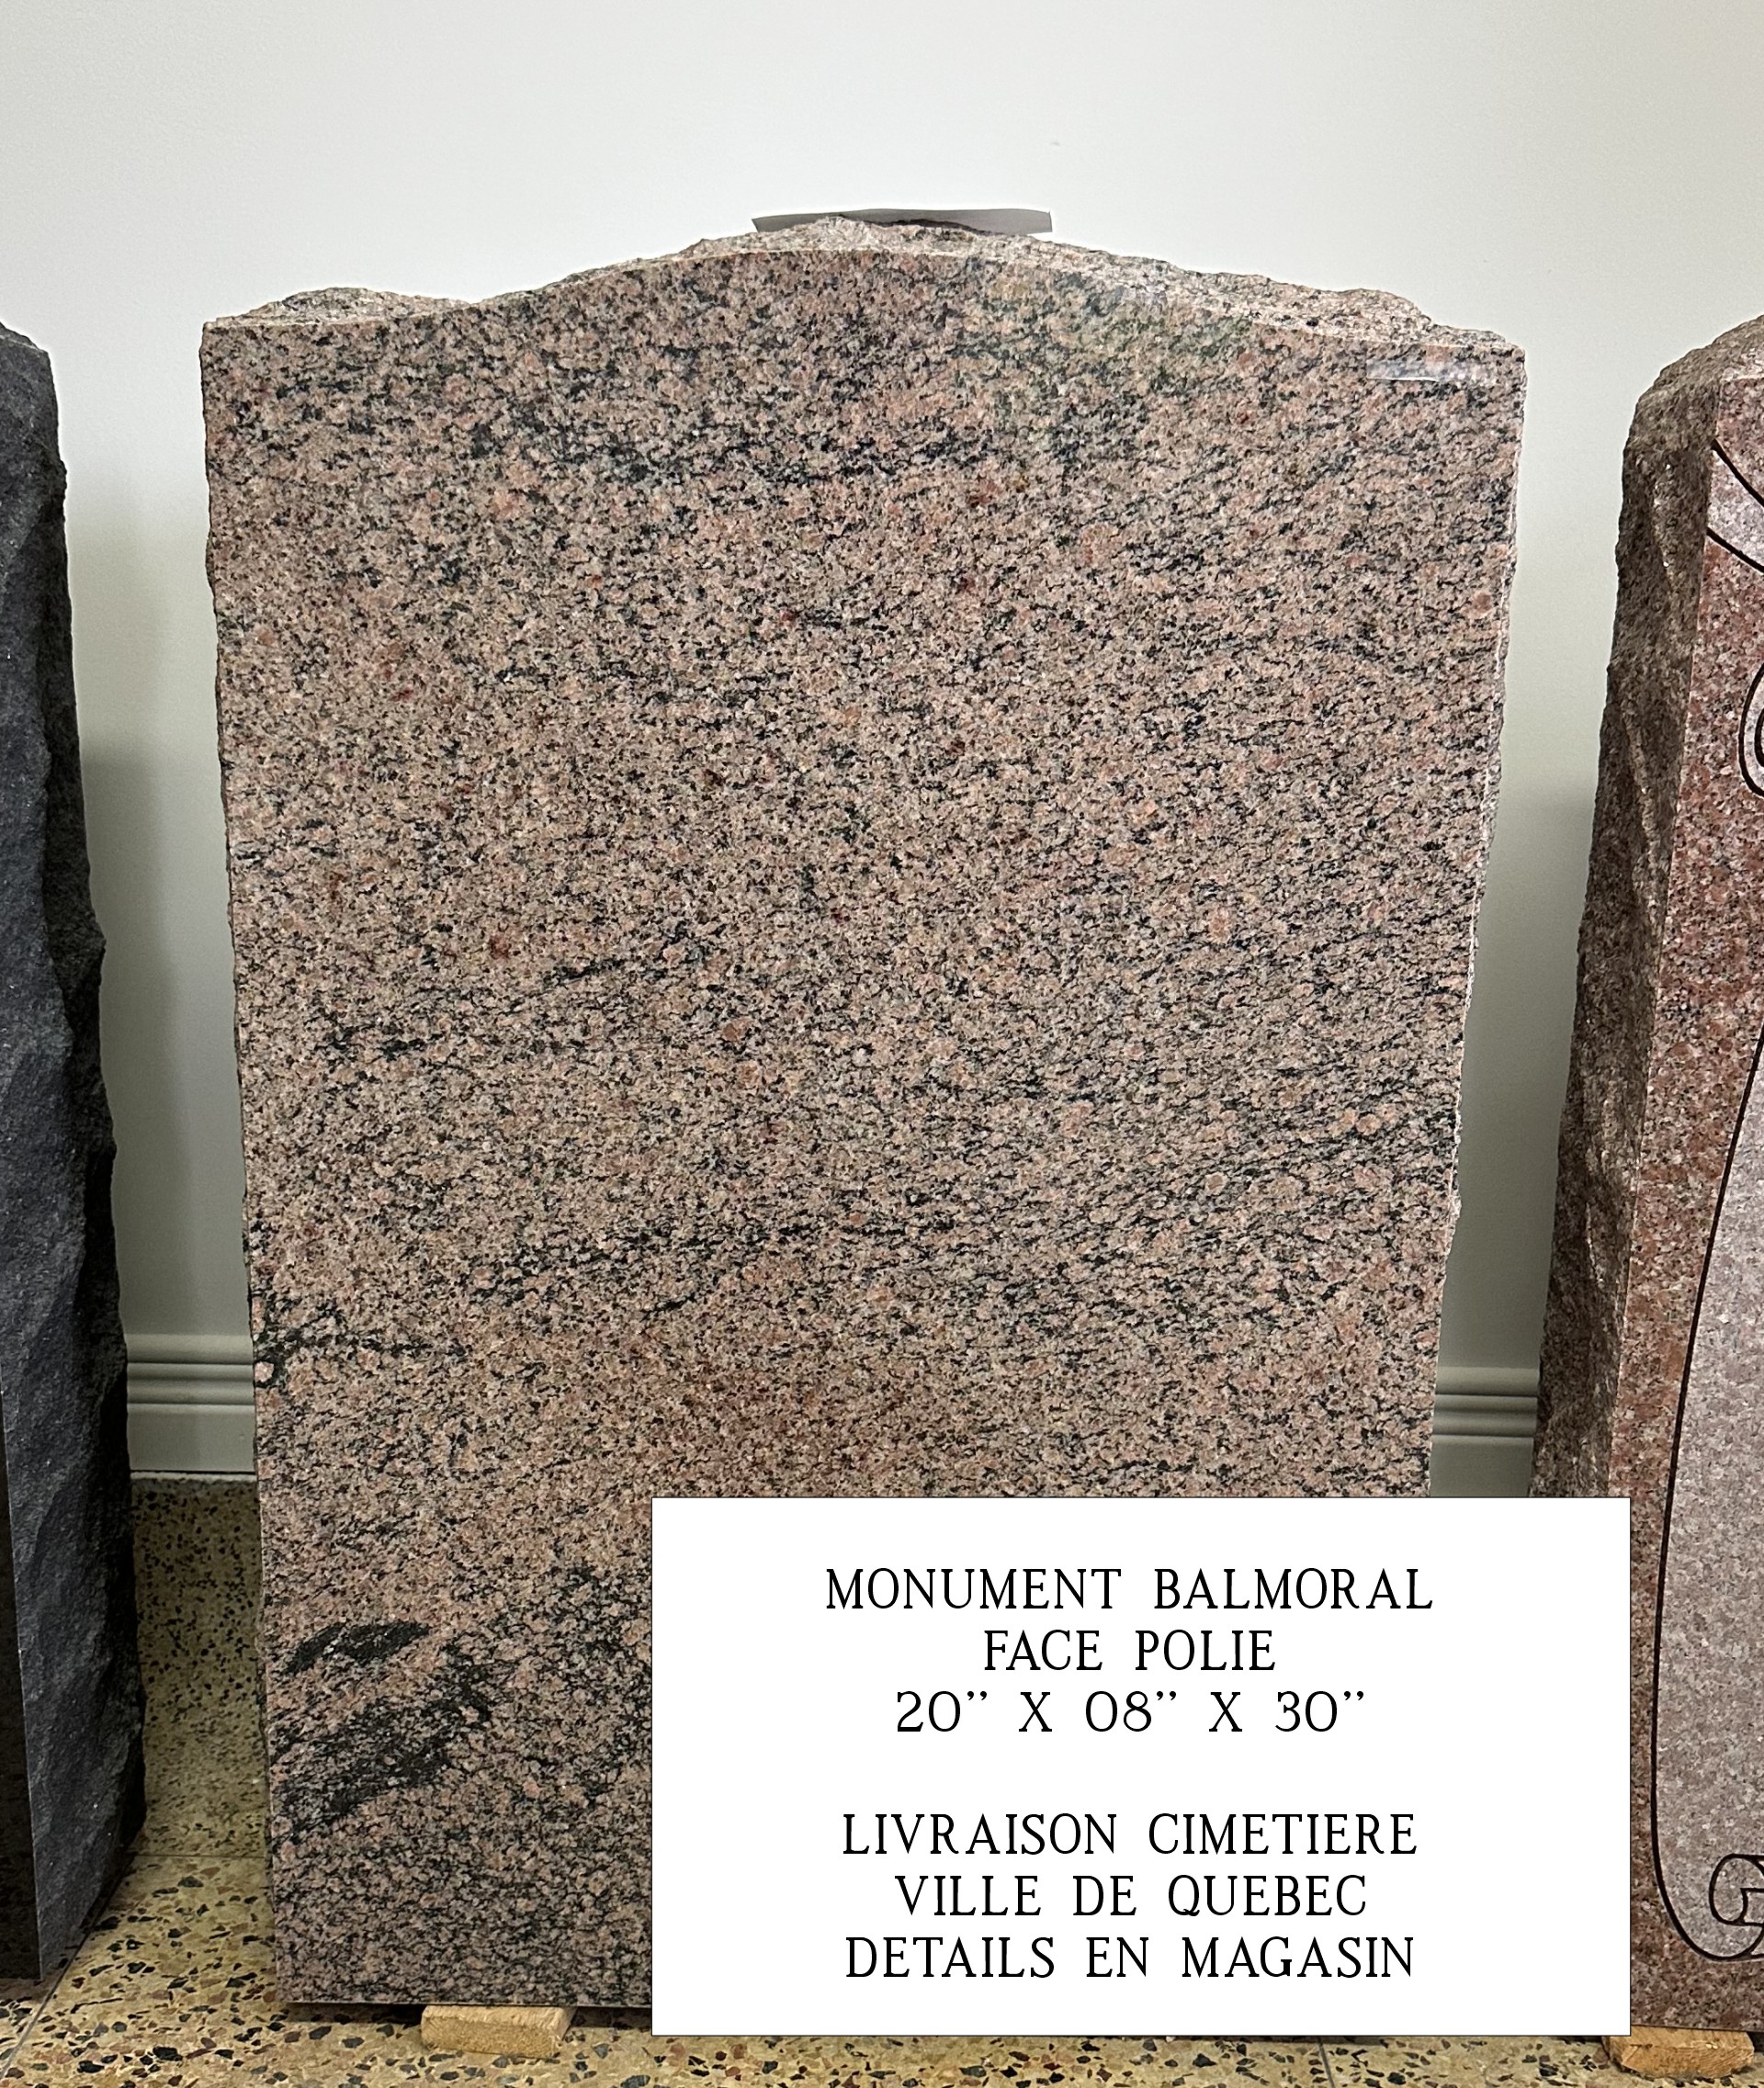 MONUMENT BALMORAL
FACE POLIE
20’’ X 08’’ X 30’’
LIVRAISON CIMETIERE
VILLE DE QUEBEC
DETAILS EN MAGASIN